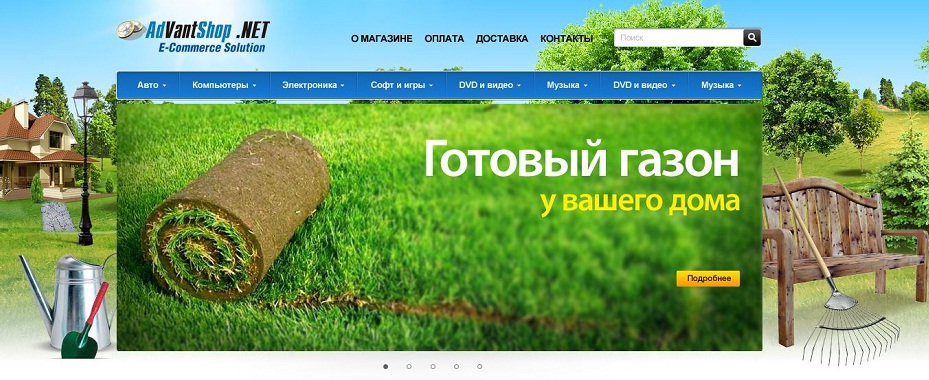 AdVantShop .NET
E-Commerce Solution
О МАГАЗИНЕ ОПЛАТА ДОСТАВКА КОНТАКТЫ
Поиск
Авто Компьютеры Электроника Софт и игры DVD и видео Музыка DVD и видео Музыка
Готовый газон
у вашего дома
Подробнее